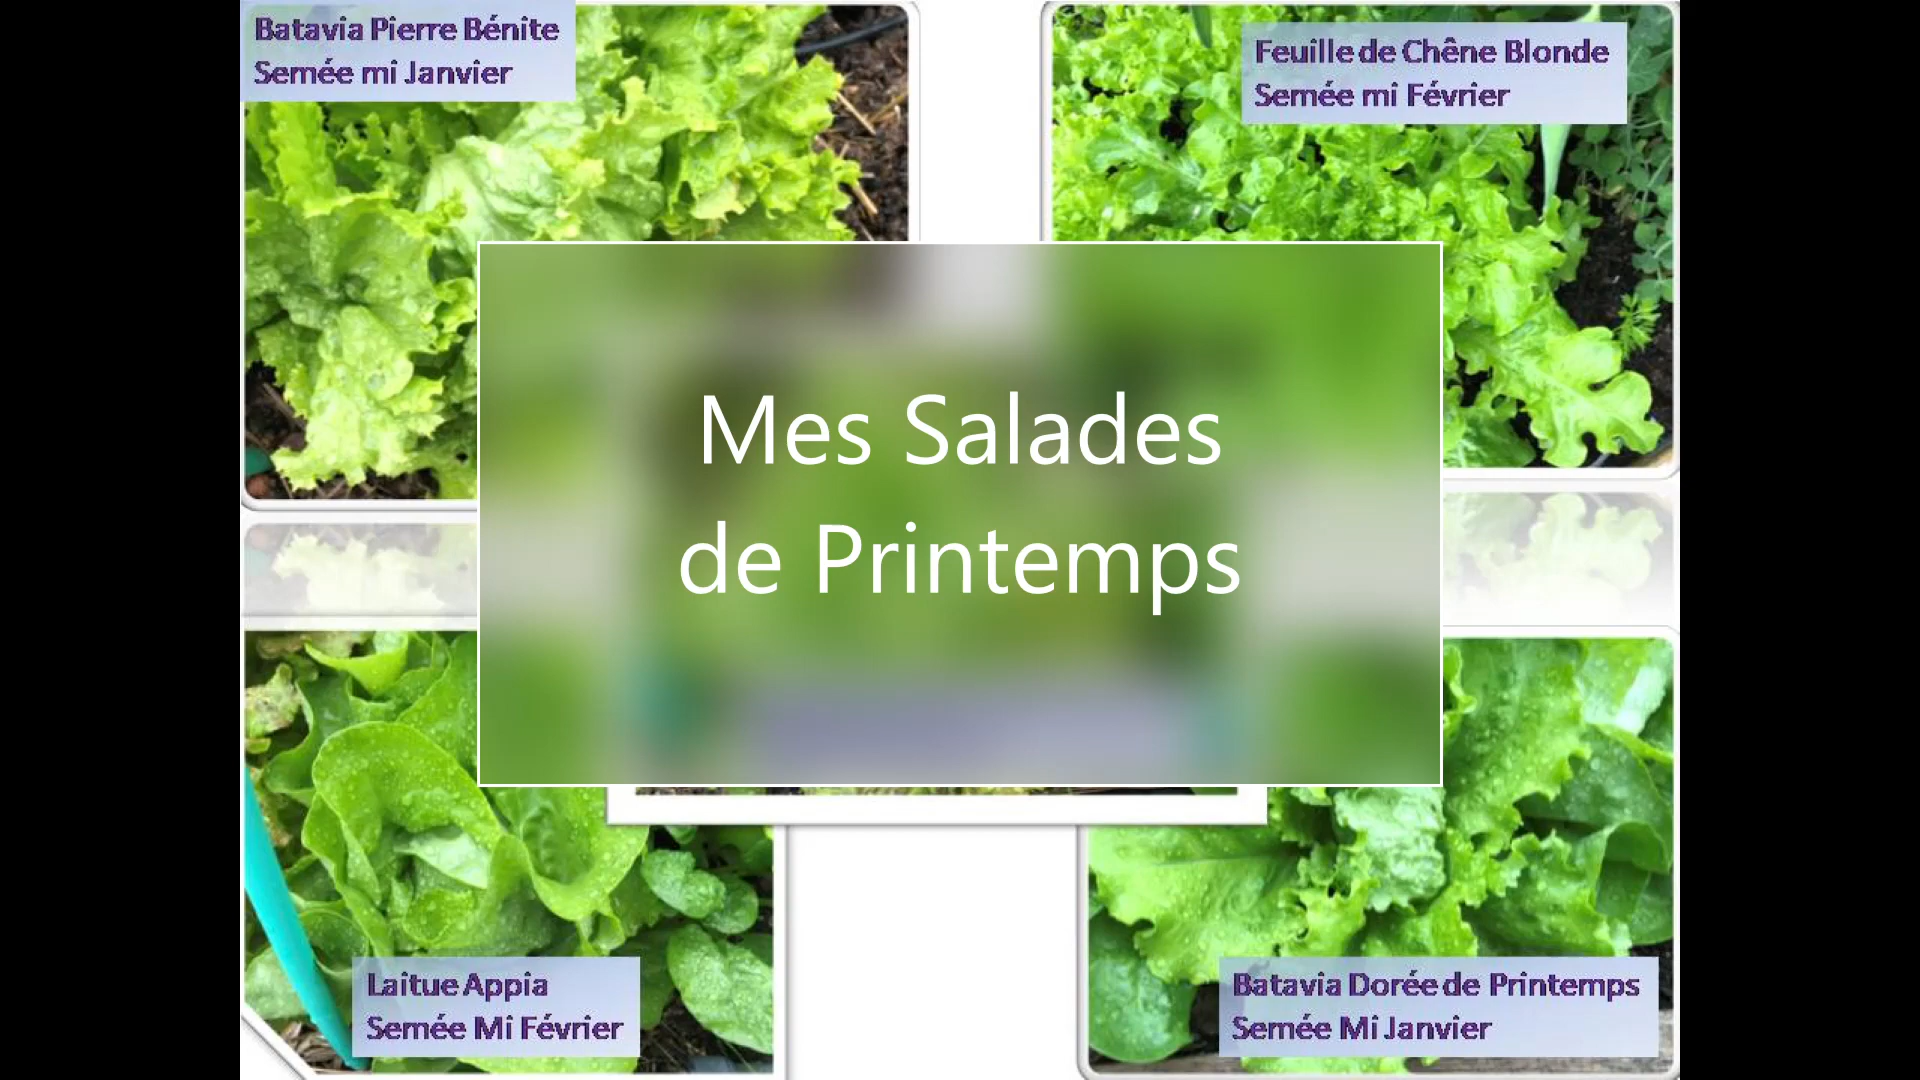 Batavia Pierre Bénite
Semée mi Janvier
Feuille de Chêne Blonde
Semée mi Février
Mes Salades
de Printemps
Laitue Appia
Semée Mi Février
Batavia Dorée de Printemps
Semée Mi Janvier